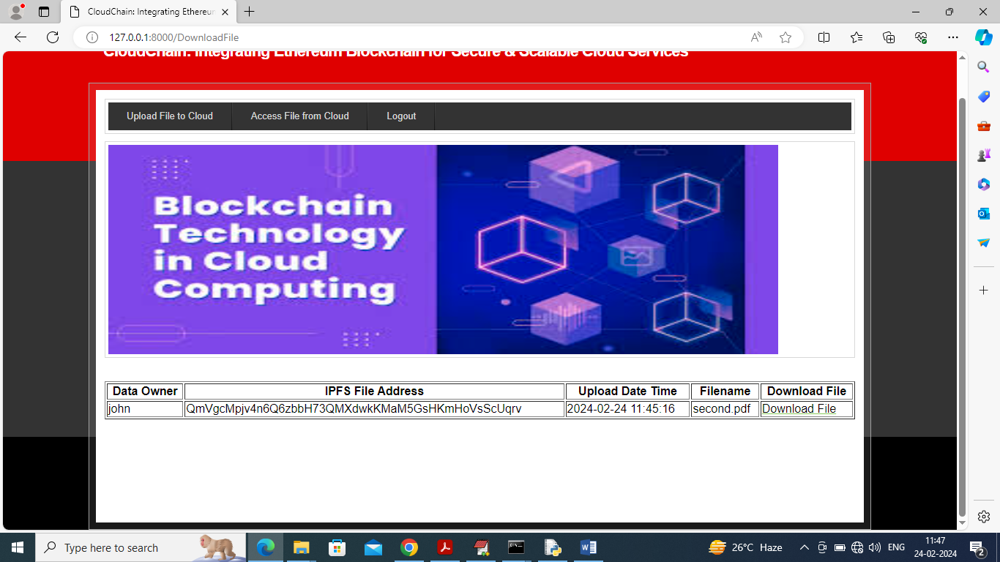 CloudChain: Integrating Ethereun
127.0.0.1:8000/DownloadFile
CloudChain: Integrating Ethereum Blockchain for Secure & Scalable Cloud Services
Upload File to Cloud Access File from Cloud Logout
Blockchain
Technology
in Cloud
Computing
Data Owner IPFS File Address Upload Date Time Filename Download File
john QmVgcMpjv4n6Q6zbbH73QMXdwkKMaM5GsHKmHoVsScUqrv 2024-02-24 11:45:16 second.pdf Download File
Type here to search
26°C Haze
ENG
11:47
24-02-2024
2